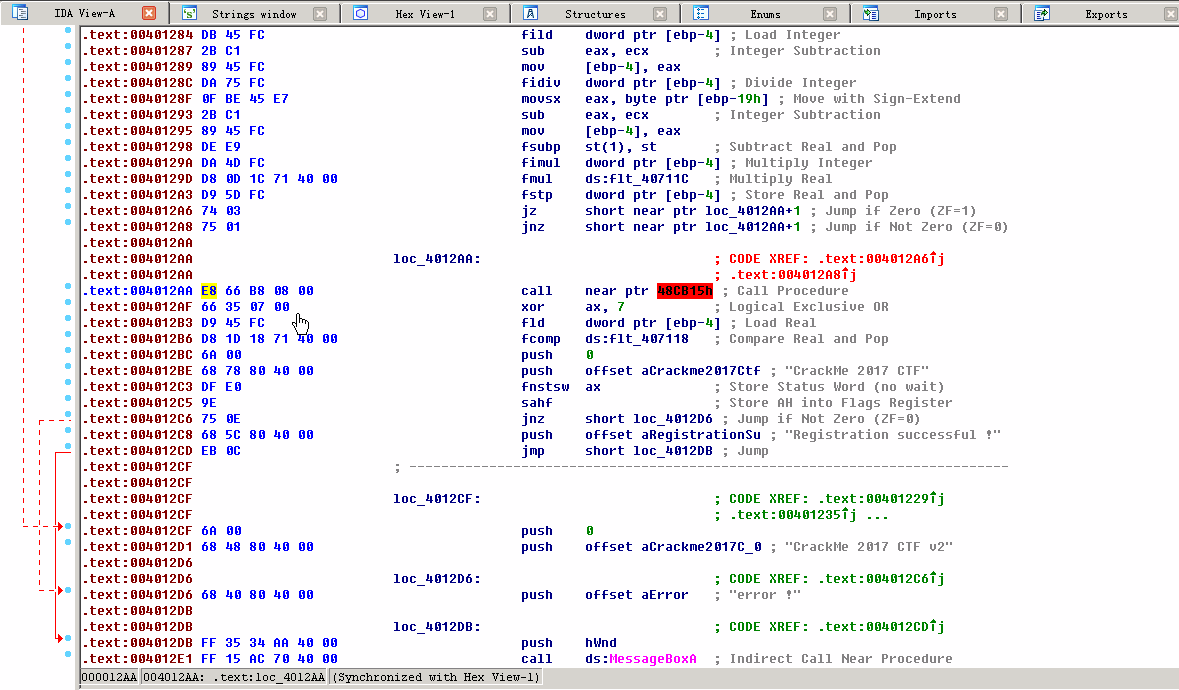 IDA View-A Strings window Hex View-1 Structures Enums Imports Exports
.text:00401284 DB 45 FC fild dword ptr [ebp-4] ; Load Integer
.text:00401287 2B C1 sub eax, ecx ; Integer Subtraction
.text:00401289 89 45 FC mov [ebp-4], eax
.text:0040128C DA 75 FC fidiv dword ptr [ebp-4] ; Divide Integer
.text:0040128F 0F BE 45 E7 movsx eax, byte ptr [ebp-19h] ; Move with Sign-Extend
.text:00401293 2B C1 sub eax, ecx ; Integer Subtraction
.text:00401295 89 45 FC mov [ebp-4], eax
.text:00401298 DE E9 fsubp st(1), st ; Subtract Real and Pop
.text:0040129A DA 4D FC fimul dword ptr [ebp-4] ; Multiply Integer
.text:0040129D D8 0D 1C 71 40 00 fmul ds:flt_40711C ; Multiply Real
.text:004012A3 D9 5D FC fstp dword ptr [ebp-4] ; Store Real and Pop
.text:004012A6 74 03 jz short near ptr loc_4012AA+1 ; Jump if Zero (ZF=1)
.text:004012A8 75 01 jnz short near ptr loc_4012AA+1 ; Jump if Not Zero (ZF=0)
.text:004012AA
.text:004012AA loc_4012AA: ; CODE XREF: .text:004012A6↑j
.text:004012AA ; .text:004012A8↑j
.text:004012AA E8 66 B8 08 00 call near ptr 48CB15h ; Call Procedure
.text:004012AF 66 35 07 00 xor ax, 7 ; Logical Exclusive OR
.text:004012B3 D9 45 FC fld dword ptr [ebp-4] ; Load Real
.text:004012B6 D8 1D 18 71 40 00 fcomp ds:flt_407118 ; Compare Real and Pop
.text:004012BC 6A 00 push 0
.text:004012BE 68 78 80 40 00 push offset aCrackme2017Ctf ; "CrackMe 2017 CTF"
.text:004012C3 DF E0 fnstsw ax ; Store Status Word (no wait)
.text:004012C5 9E sahf ; Store AH into Flags Register
.text:004012C6 75 0E jnz short loc_4012D6 ; Jump if Not Zero (ZF=0)
.text:004012C8 68 5C 80 40 00 push offset aRegistrationSu ; "Registration successful !"
.text:004012CD EB 0C jmp short loc_4012DB ; Jump
.text:004012CF ; ---------------------------------------------------------------------------
.text:004012CF
.text:004012CF loc_4012CF: ; CODE XREF: .text:00401229↑j
.text:004012CF ; .text:00401235↑j ...
.text:004012CF 6A 00 push 0
.text:004012D1 68 48 80 40 00 push offset aCrackme2017C_0 ; "CrackMe 2017 CTF v2"
.text:004012D6
.text:004012D6 loc_4012D6: ; CODE XREF: .text:004012C6↑j
.text:004012D6 68 40 80 40 00 push offset aError ; "error !"
.text:004012DB
.text:004012DB loc_4012DB: ; CODE XREF: .text:004012CD↑j
.text:004012DB FF 35 34 AA 40 00 push hWnd
.text:004012E1 FF 15 AC 70 40 00 call ds:MessageBoxA ; Indirect Call Near Procedure
000012AA 004012AA: .text:loc_4012AA (Synchronized with Hex View-1)